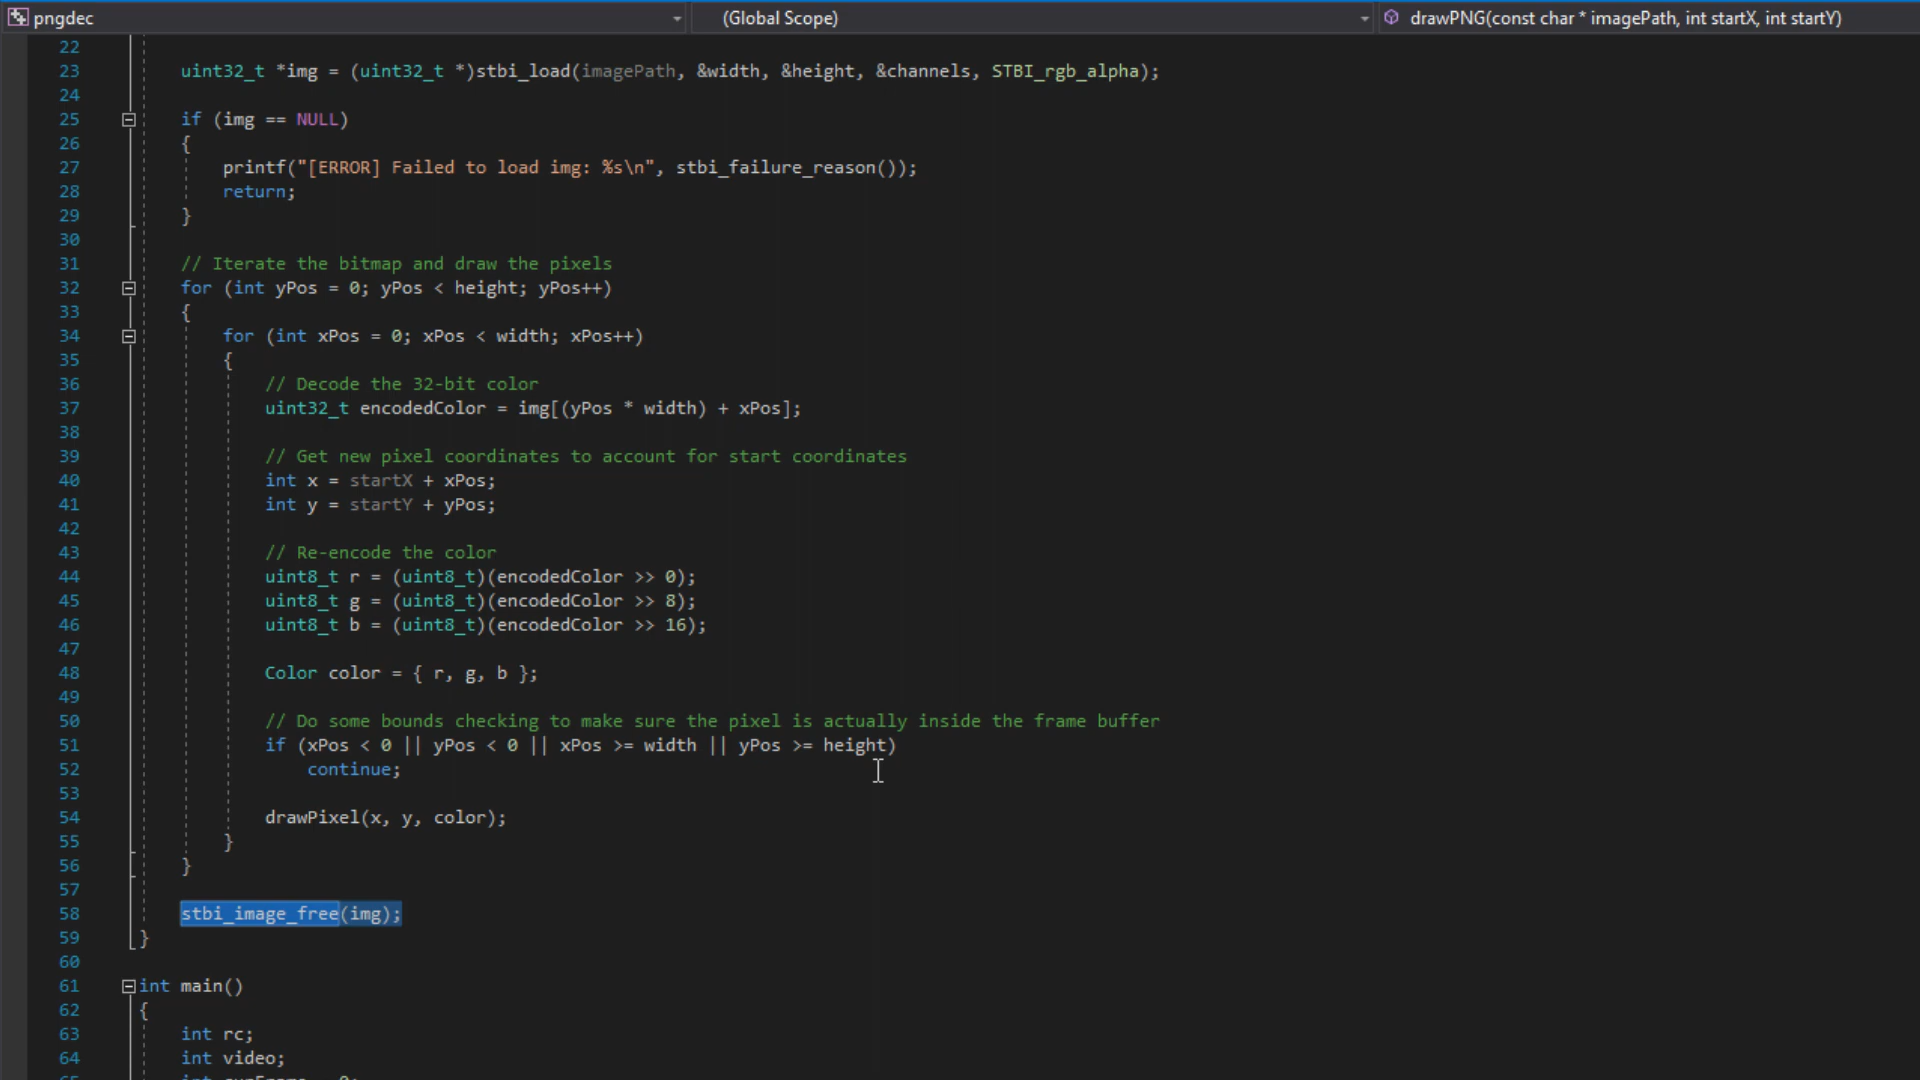 pngdec (Global Scope) drawPNG(const char * imagePath, int startX, int startY)
22
23 uint32_t *img = (uint32_t *)stbi_load(imagePath, &width, &height, &channels, STBI_rgb_alpha);
24
25 if (img == NULL)
26 {
27 printf("[ERROR] Failed to load img: %s\n", stbi_failure_reason());
28 return;
29 }
30
31 // Iterate the bitmap and draw the pixels
32 for (int yPos = 0; yPos < height; yPos++)
33 {
34 for (int xPos = 0; xPos < width; xPos++)
35 {
36 // Decode the 32-bit color
37 uint32_t encodedColor = img[(yPos * width) + xPos];
38
39 // Get new pixel coordinates to account for start coordinates
40 int x = startX + xPos;
41 int y = startY + yPos;
42
43 // Re-encode the color
44 uint8_t r = (uint8_t)(encodedColor >> 0);
45 uint8_t g = (uint8_t)(encodedColor >> 8);
46 uint8_t b = (uint8_t)(encodedColor >> 16);
47
48 Color color = { r, g, b };
49
50 // Do some bounds checking to make sure the pixel is actually inside the frame buffer
51 if (xPos < 0 || yPos < 0 || xPos >= width || yPos >= height)
52 continue;
53
54 drawPixel(x, y, color);
55 }
56 }
57
58 stbi_image_free(img);
59 }
60
61 int main()
62 {
63 int rc;
64 int video;